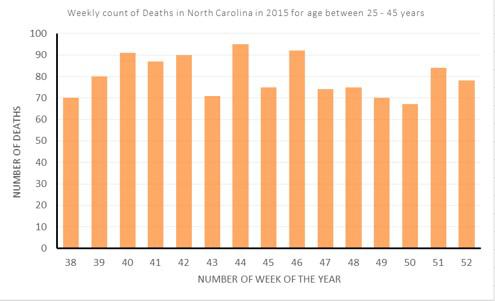 Weekly count of Deaths in North Carolina in 2015 for age between 25 - 45 years
100
90
80
70
60
50
40
30
20
10
0
NUMBER OF DEATHS
38 39 40 41 42 43 44 45 46 47 48 49 50 51 52
NUMBER OF WEEK OF THE YEAR